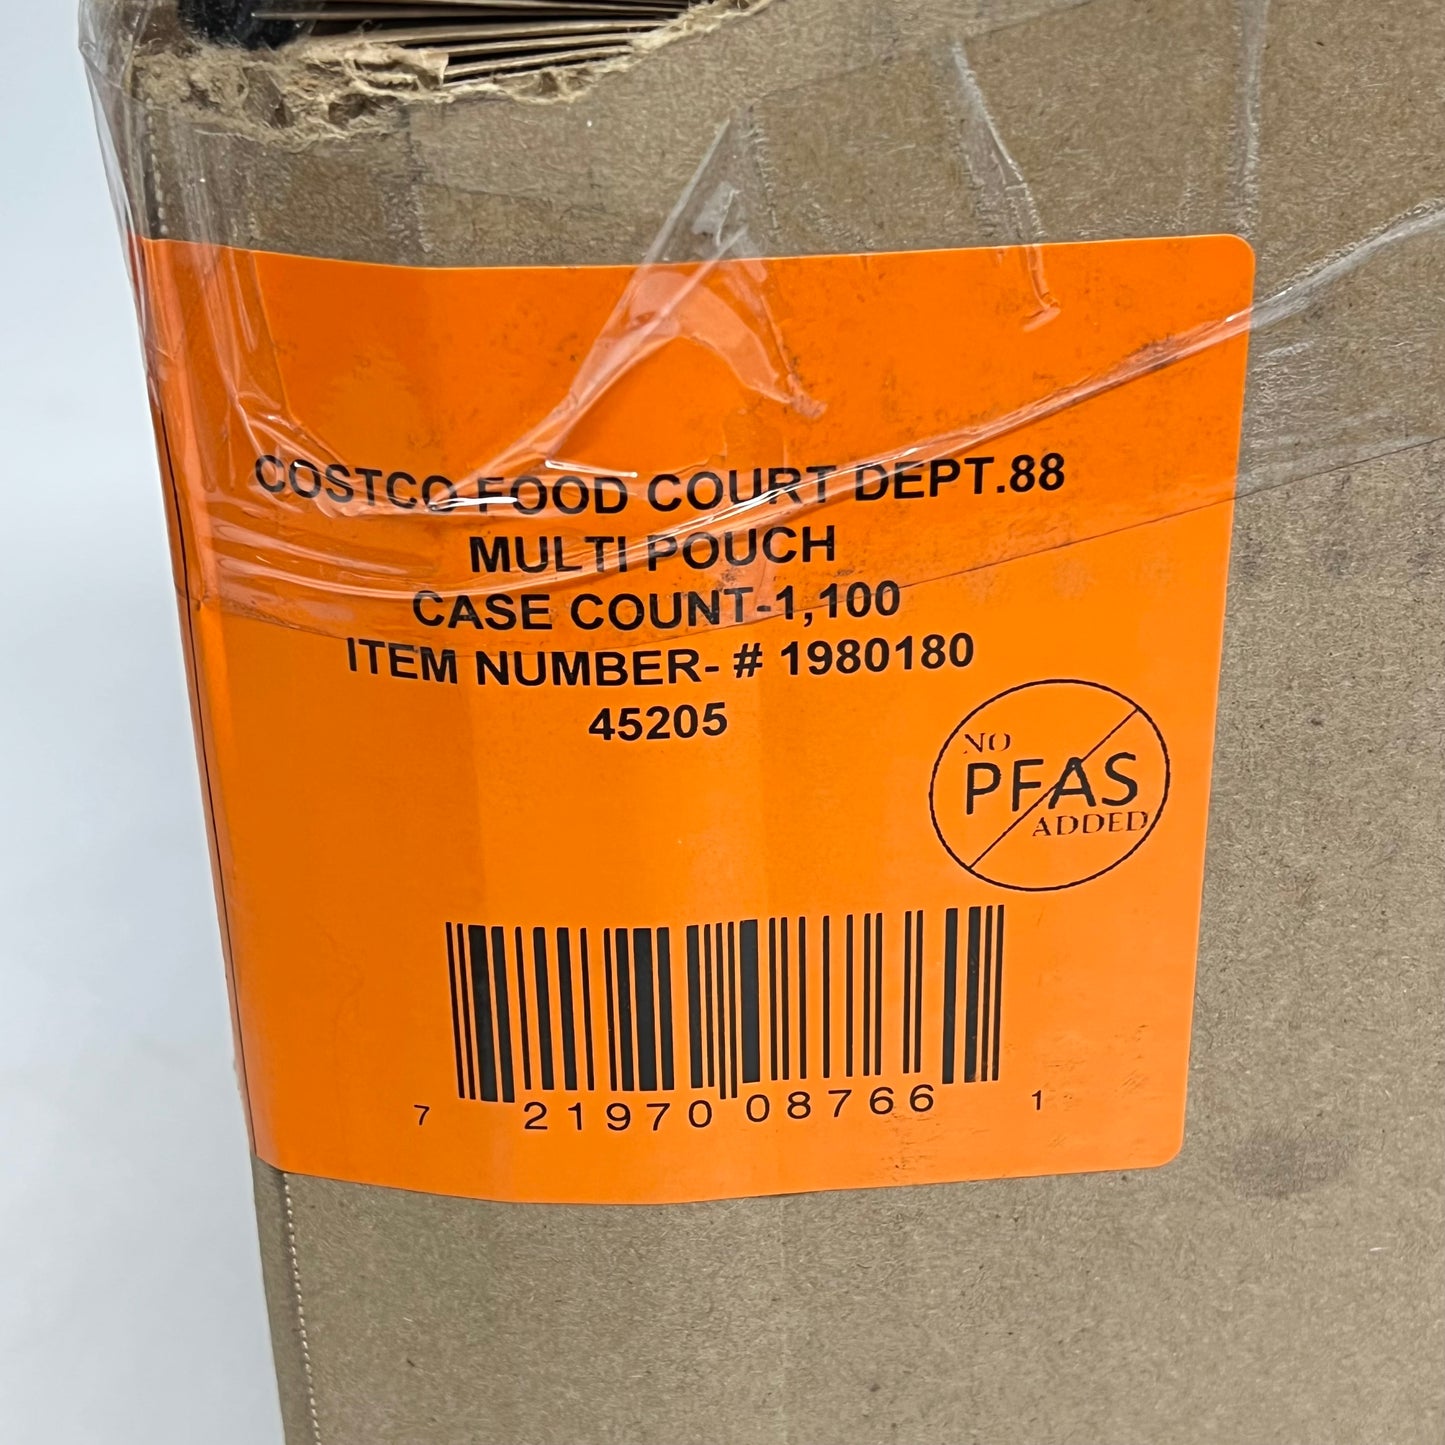 COSTCO FOOD COURT DEPT.88
MULTI POUCH
CASE COUNT-1,100
ITEM NUMBER- # 1980180
45205
NO
PFAS
ADDED
7 21970 08766 1